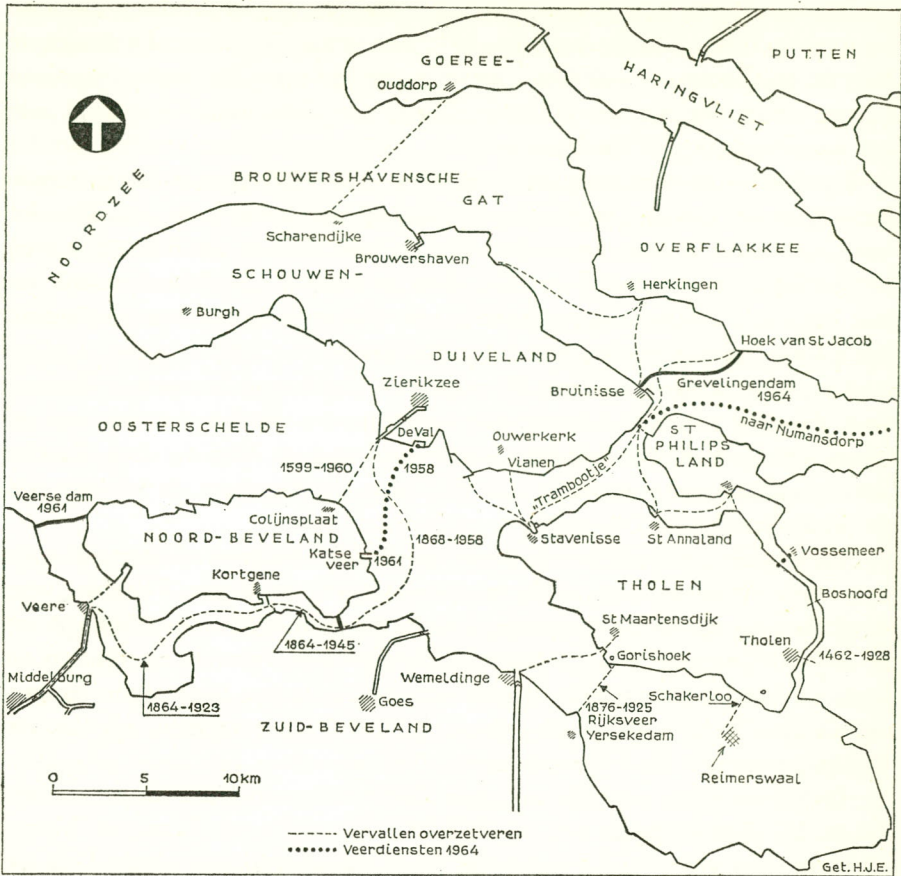 GOEREE-
PUTTEN
Ouddorp
HARINGVLIET
NOORDZEE
BROUWERSHAVENSCHE
GAT
Scharendijke
Brouwershaven
OVERFLAKKEE
SCHOUWEN-
Herkingen
Burgh
Hoek van St Jacob
DUIVELAND
Zierikzee
Bruinisse
Grevelingendam
1964
OOSTERSCHELDE
De Val
Ouwerkerk
ST
PHILIPS
LAND
naar Numansdorp
1599-1960
1958
Vianen
"Trambootje"
Veerse dam
1961
Colijnsplaat
NOORD-BEVELAND
Katse
veer
1961
1868-1958
Stavenisse
St Annaland
Vossemeer
Kortgene
THOLEN
Boshoofd
Veere
1864-1945
St Maartensdijk
Tholen
1462-1928
Gorishoek
Middelburg
Wemeldinge
Schakerloo
1864-1923
Goes
1876-1925
Rijksveer
Yersekedam
ZUID-BEVELAND
Reimerswaal
0 5 10km
Vervallen overzetveren
Veerdiensten 1964
Get. H.J.E.